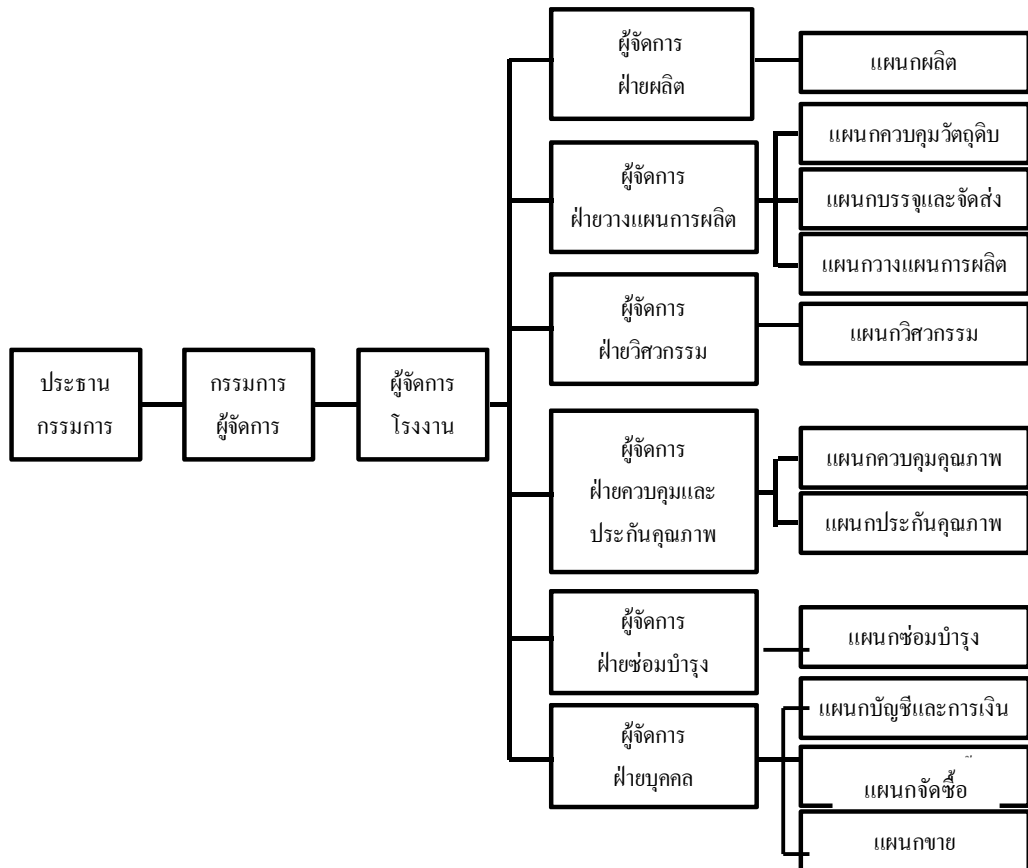 ผู้จัดการ
ฝ่ายผลิต
แผนกผลิต
ผู้จัดการ
ฝ่ายวางแผนการผลิต
แผนกควบคุมวัตถุดิบ
แผนกบรรจุและจัดส่ง
แผนกวางแผนการผลิต
ผู้จัดการ
ฝ่ายวิศวกรรม
แผนกวิศวกรรม
ประธาน
กรรมการ
กรรมการ
ผู้จัดการ
ผู้จัดการ
โรงงาน
ผู้จัดการ
ฝ่ายควบคุมและ
ประกันคุณภาพ
แผนกควบคุมคุณภาพ
แผนกประกันคุณภาพ
ผู้จัดการ
ฝ่ายซ่อมบำรุง
แผนกซ่อมบำรุง
ผู้จัดการ
ฝ่ายบุคคล
แผนกบัญชีและการเงิน
แผนกจัดซื้อ
แผนกขาย